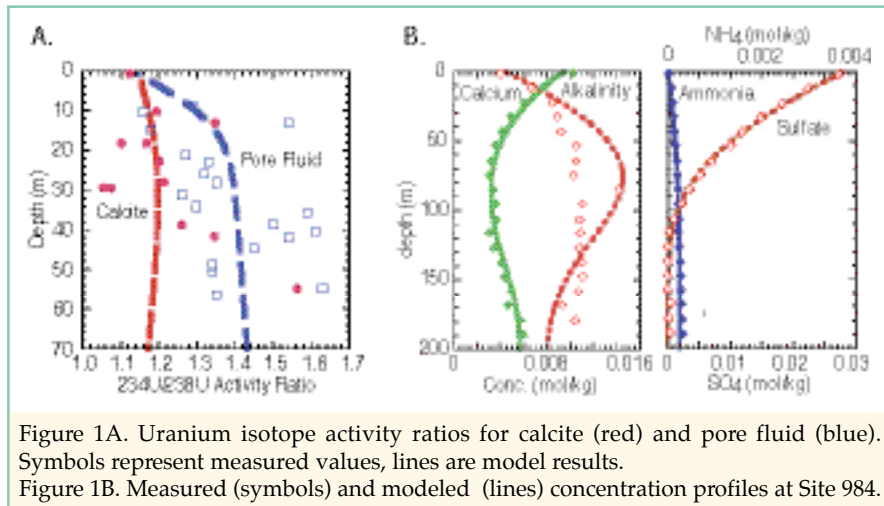 A.
0
10
20
30
40
50
60
70
Depth (m)
Pore Fluid
Calcite
1.0 1.1 1.2 1.3 1.4 1.5 1.6 1.7
234U/238U Activity Ratio
B.
0
50
100
150
200
depth (m)
Calcium Alkalinity
0 0.008 0.016
Conc. (mol/kg)
NH4 (mol/kg)
0 0.002 0.004
Ammonia
Sulfate
0 0.01 0.02 0.03
SO4 (mol/kg)
Figure 1A. Uranium isotope activity ratios for calcite (red) and pore fluid (blue).
Symbols represent measured values, lines are model results.
Figure 1B. Measured (symbols) and modeled (lines) concentration profiles at Site 984.